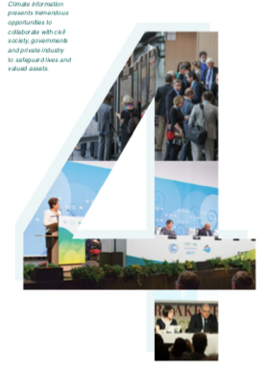 Climate information
presents tremendous
opportunities to
collaborate with civil
society, governments
and private industry
to safeguard lives and
valued assets.
4